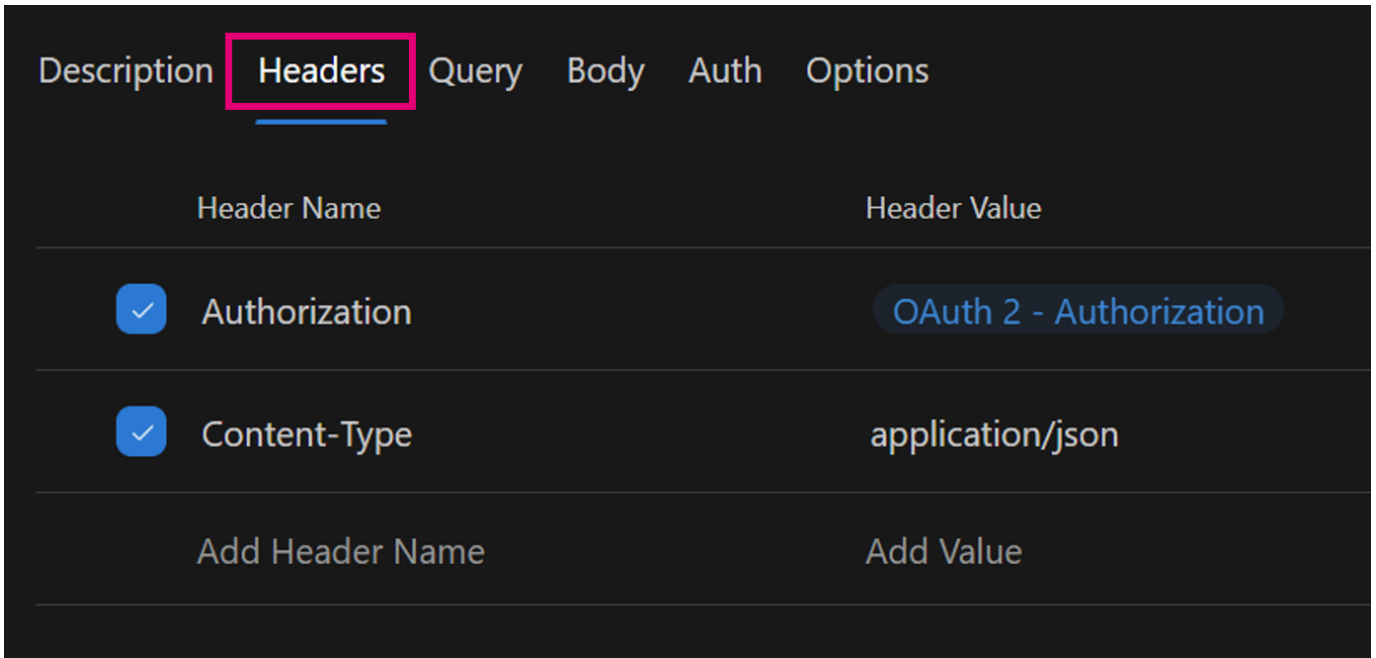 Description Headers Query Body Auth Options
Header Name Header Value
Authorization OAuth 2 - Authorization
Content-Type application/json
Add Header Name Add Value